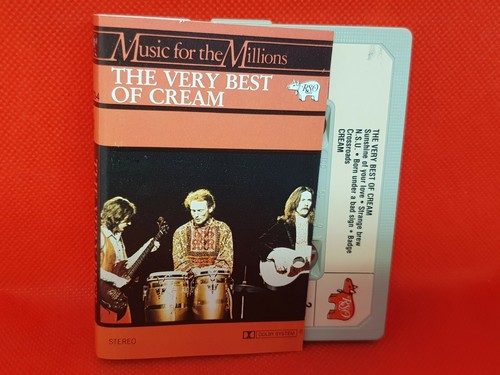 Music for the Millions
THE VERY BEST
OF CREAM
RSO
STEREO
DOLBY SYSTEM
THE VERY BEST OF CREAM
Sunshine of your love • Strange brew
N.S.U. • Born under a bad sign • Badge
Crossroads
CREAM
RSO